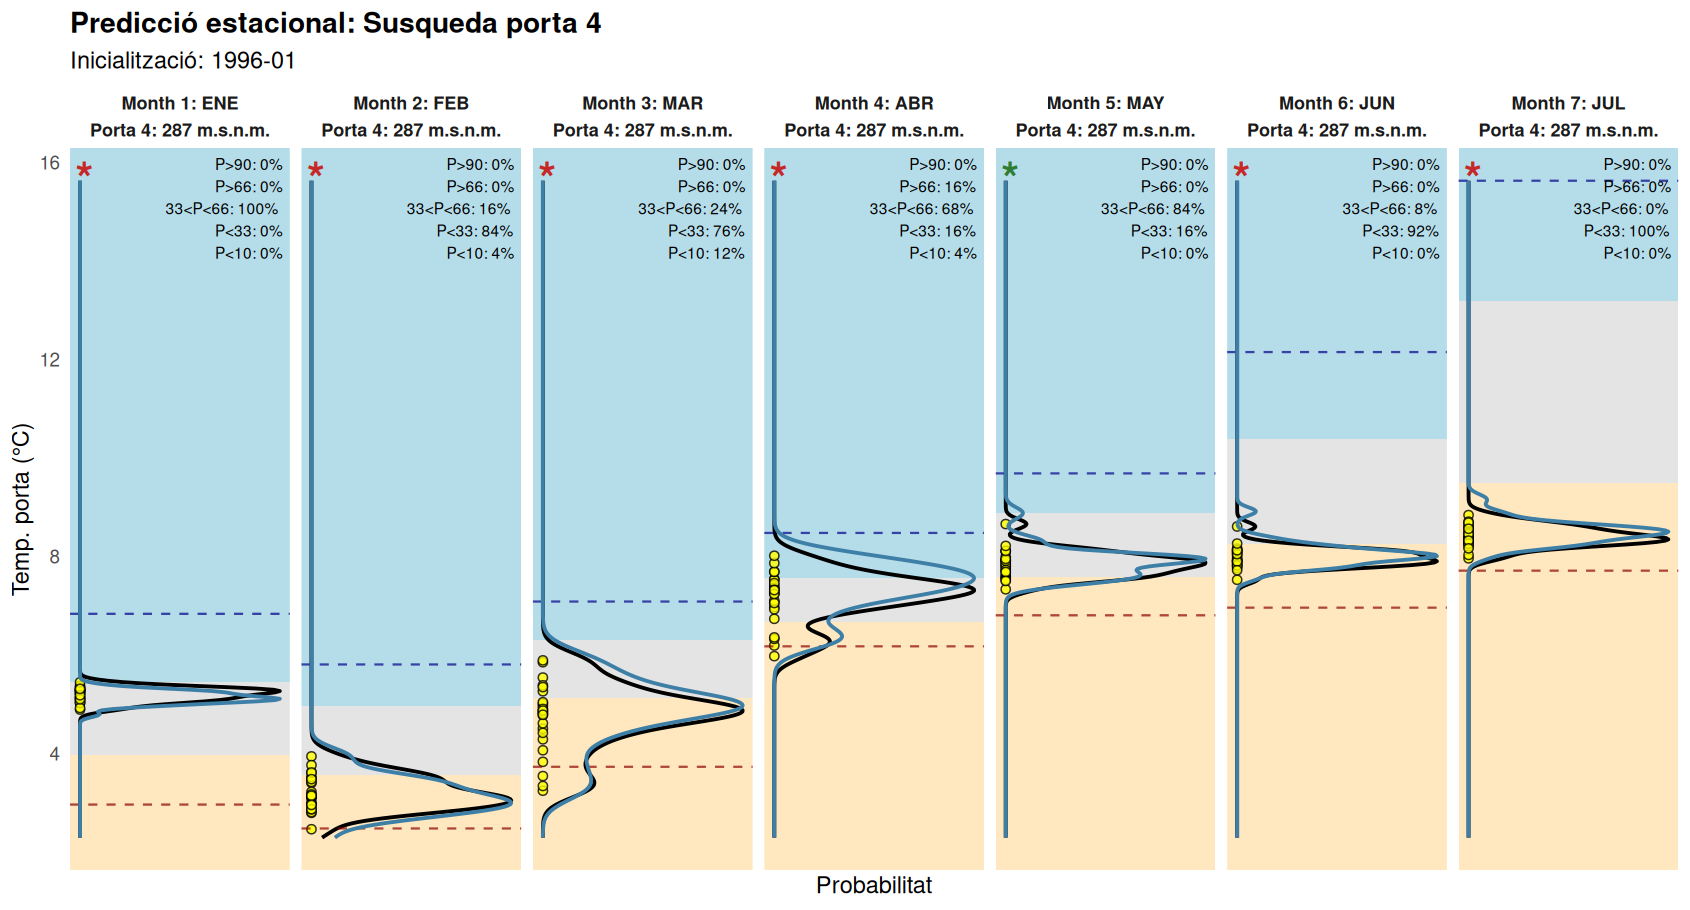 Predicció estacional: Susqueda porta 4
Inicialització: 1996-01
Month 1: ENE
Porta 4: 287 m.s.n.m.
Month 2: FEB
Porta 4: 287 m.s.n.m.
Month 3: MAR
Porta 4: 287 m.s.n.m.
Month 4: ABR
Porta 4: 287 m.s.n.m.
Month 5: MAY
Porta 4: 287 m.s.n.m.
Month 6: JUN
Porta 4: 287 m.s.n.m.
Month 7: JUL
Porta 4: 287 m.s.n.m.
Temp. porta (°C)
16
12
8
4
*
P>90: 0%
P>66: 0%
33<P<66: 100%
P<33: 0%
P<10: 0%
*
P>90: 0%
P>66: 0%
33<P<66: 16%
P<33: 84%
P<10: 4%
*
P>90: 0%
P>66: 0%
33<P<66: 24%
P<33: 76%
P<10: 12%
*
P>90: 0%
P>66: 16%
33<P<66: 68%
P<33: 16%
P<10: 4%
*
P>90: 0%
P>66: 0%
33<P<66: 84%
P<33: 16%
P<10: 0%
*
P>90: 0%
P>66: 0%
33<P<66: 8%
P<33: 92%
P<10: 0%
*
P>90: 0%
P>66: 0%
33<P<66: 0%
P<33: 100%
P<10: 0%
Probabilitat